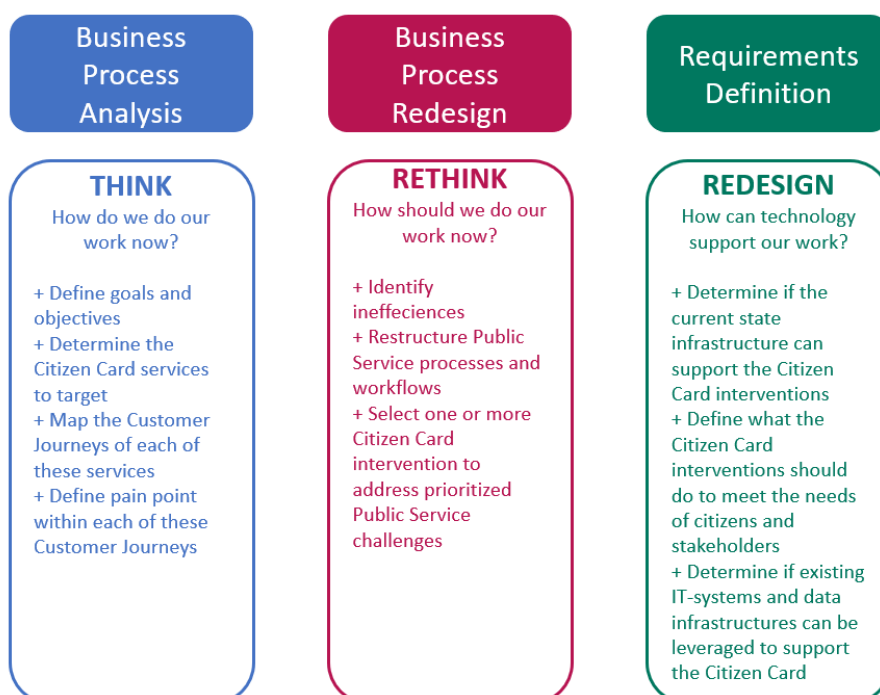 Business
Process
Analysis
THINK
How do we do our
work now?
+ Define goals and
objectives
+ Determine the
Citizen Card services
to target
+ Map the Customer
Journeys of each of
these services
+ Define pain point
within each of these
Customer Journeys
Business
Process
Redesign
RETHINK
How should we do our
work now?
+ Identify
ineffeciences
+ Restructure Public
Service processes and
workflows
+ Select one or more
Citizen Card
intervention to
address prioritized
Public Service
challenges
Requirements
Definition
REDESIGN
How can technology
support our work?
+ Determine if the
current state
infrastructure can
support the Citizen
Card interventions
+ Define what the
Citizen Card
interventions should
do to meet the needs
of citizens and
stakeholders
+ Determine if existing
IT-systems and data
infrastructures can be
leveraged to support
the Citizen Card